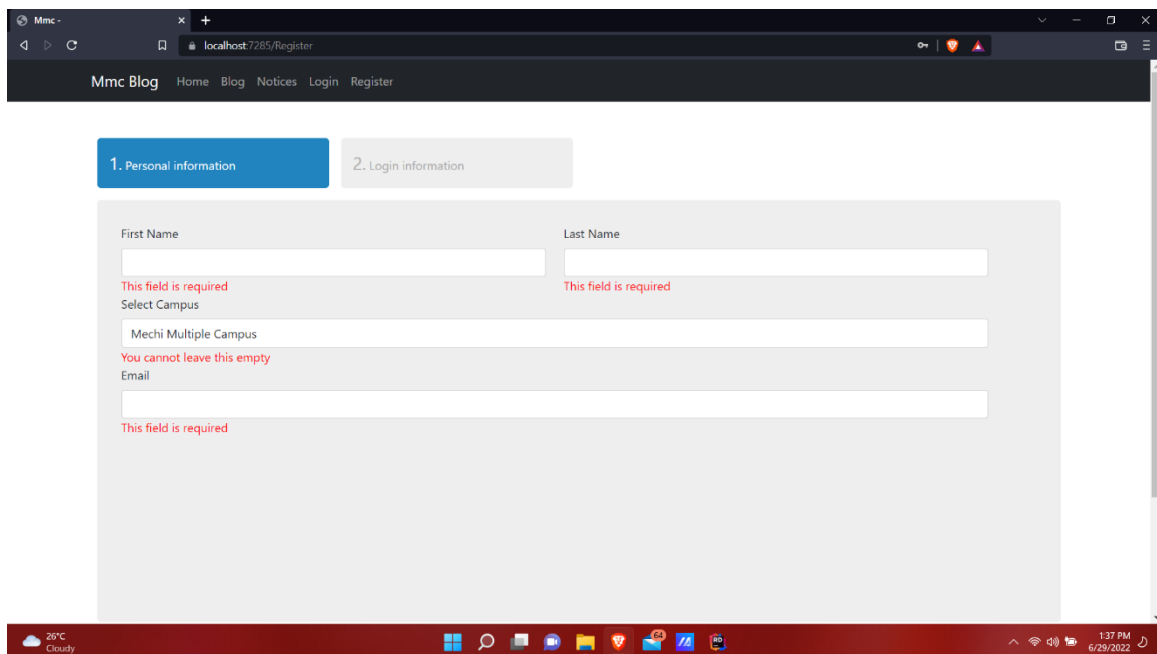 Mmc -
localhost:7285/Register
Mmc Blog Home Blog Notices Login Register
1. Personal information 2. Login information
First Name Last Name
This field is required This field is required
Select Campus
Mechi Multiple Campus
You cannot leave this empty
Email
This field is required
26°C
Cloudy
64
RD
1:37 PM
6/29/2022